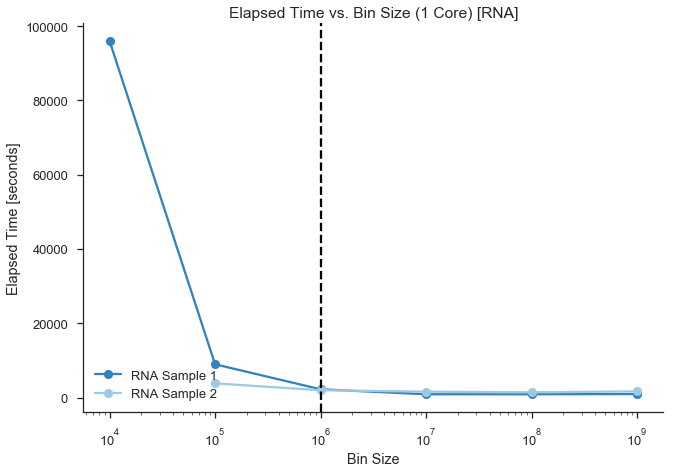 Elapsed Time vs. Bin Size (1 Core) [RNA]
Elapsed Time [seconds]
100000
80000
60000
40000
20000
0
RNA Sample 1
RNA Sample 2
10^4 10^5 10^6 10^7 10^8 10^9
Bin Size